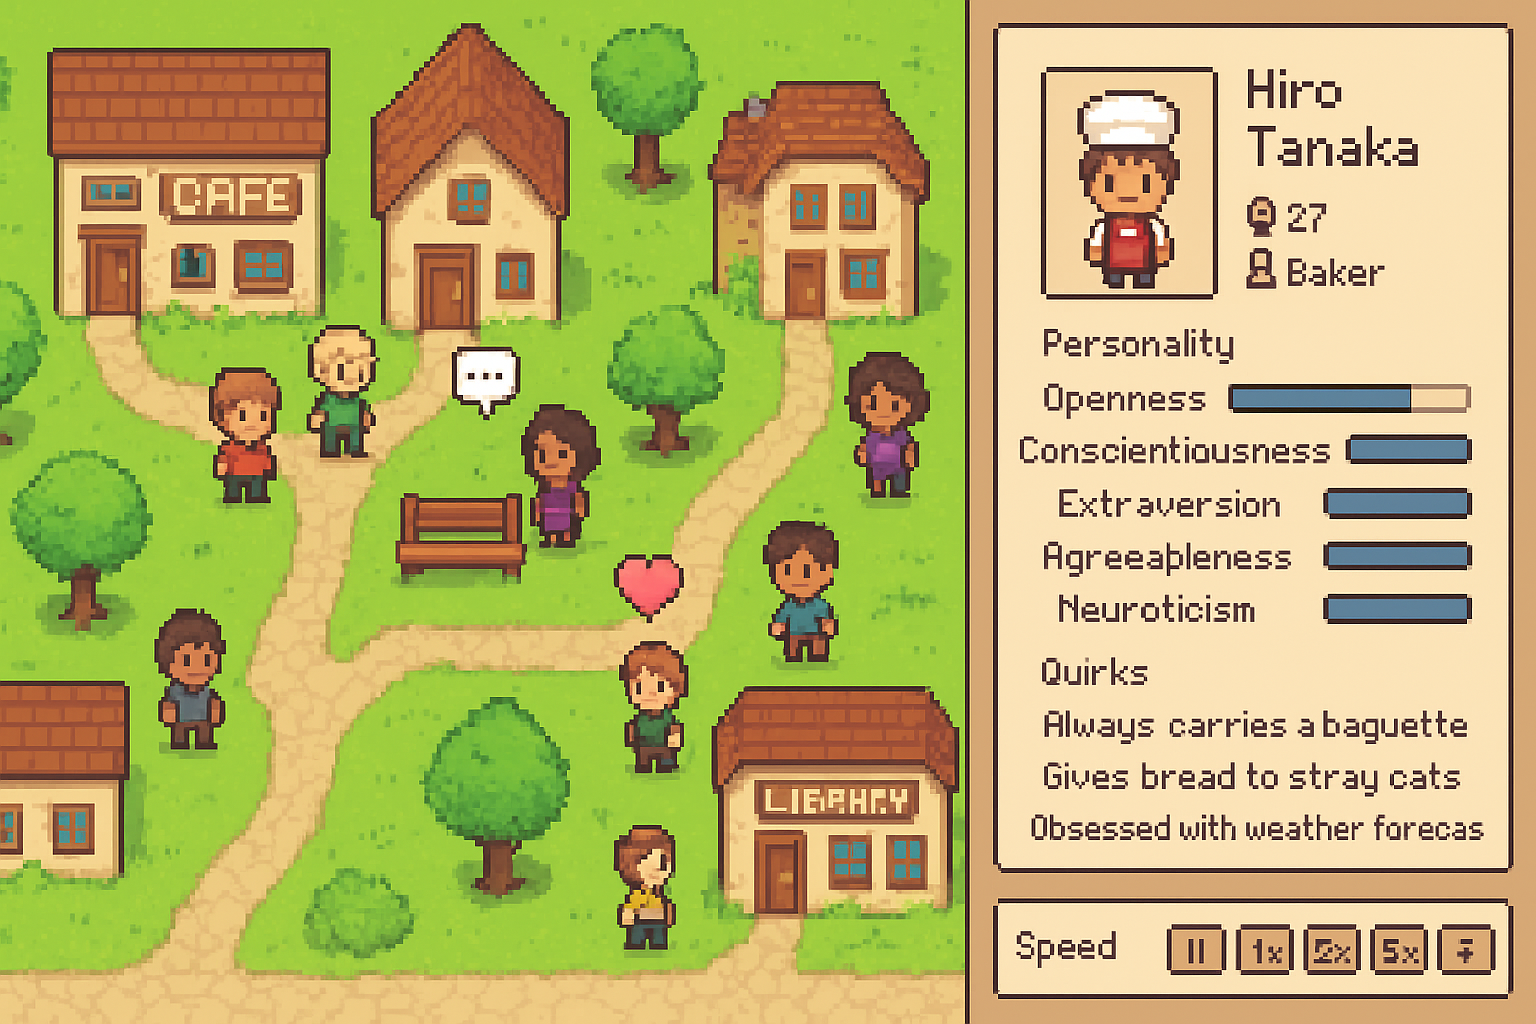 CAFE
Hiro
Tanaka
27
Baker
Personality
Openness
Conscientiousness
Extraversion
Agreeableness
Neuroticism
Quirks
Always carries a baguette
Gives bread to stray cats
Obsessed with weather forecas
Speed
1x
2x
5x